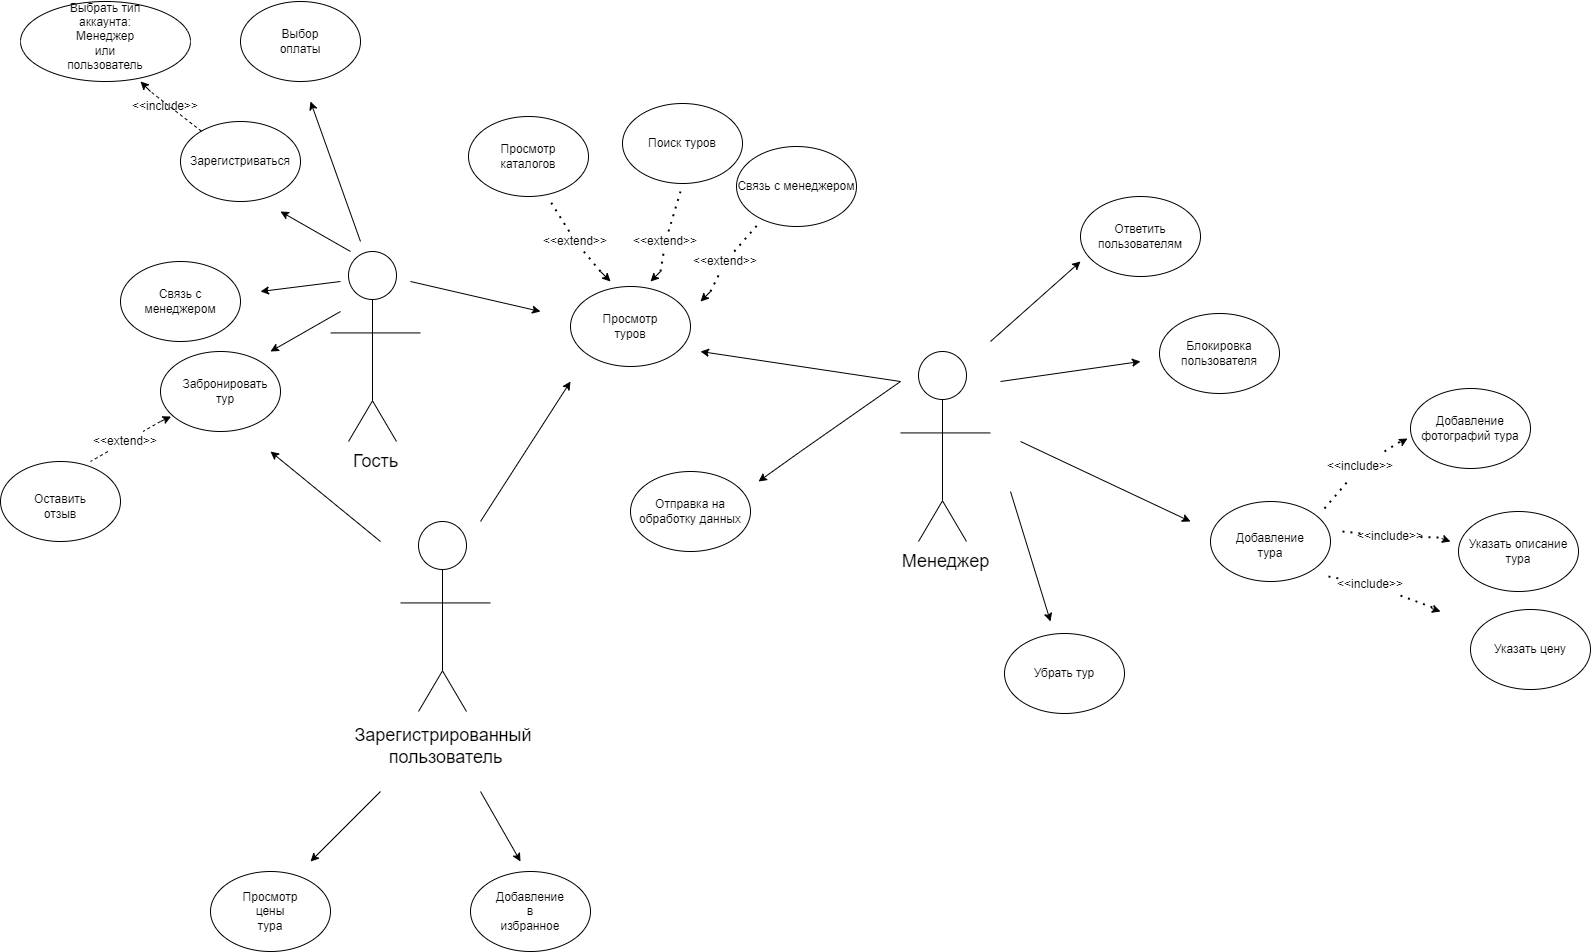 Выбрать тип
аккаунта:
Менеджер
или
пользователь
Выбор
оплаты
<<include>>
Зарегистриваться
Просмотр
каталогов
Поиск туров
Связь с менеджером
<<extend>>
<<extend>>
<<extend>>
Ответить
пользователям
Связь с
менеджером
Просмотр
туров
Блокировка
пользователя
Забронировать
тур
<<extend>>
Гость
Оставить
отзыв
Отправка на
обработку данных
Менеджер
Добавление
фотографий тура
<<include>>
Добавление
тура
<<include>>
Указать описание
тура
<<include>>
Указать цену
Убрать тур
Зарегистрированный
пользователь
Просмотр
цены
тура
Добавление
в
избранное